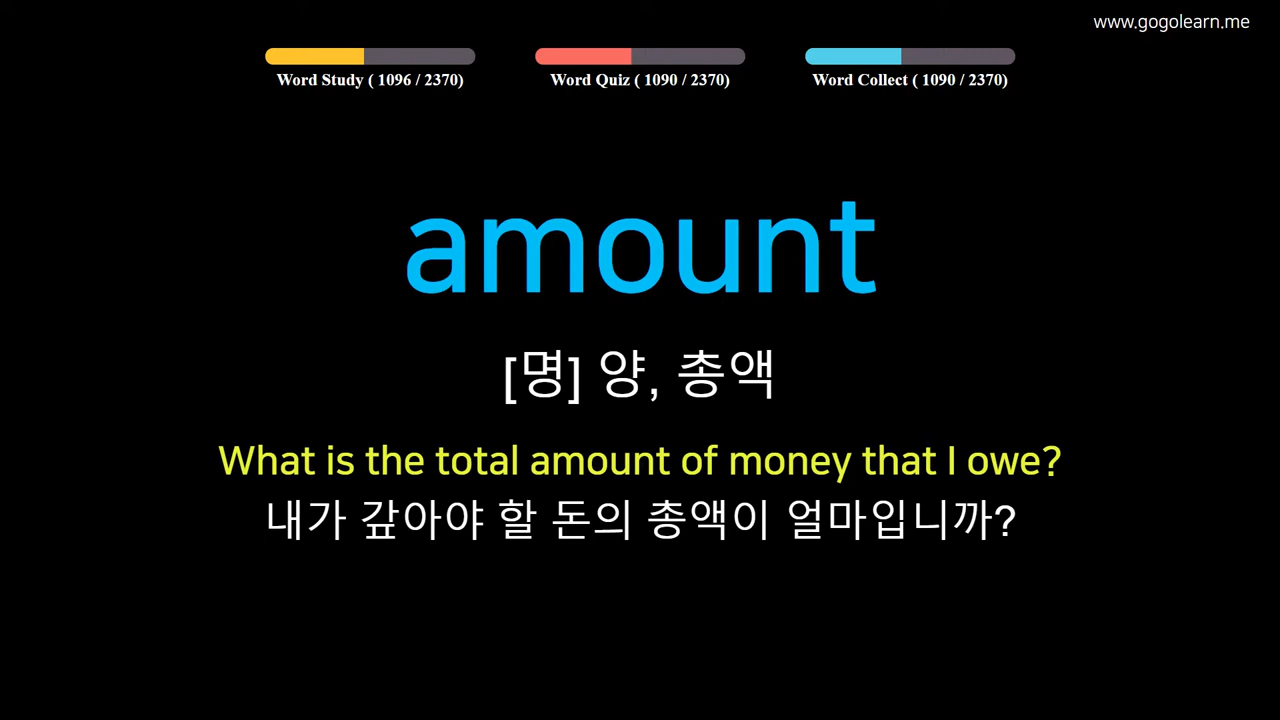 www.gogolearn.me
Word Study ( 1096 / 2370)
Word Quiz ( 1090 / 2370)
Word Collect ( 1090 / 2370)
amount
[명] 양, 총액
What is the total amount of money that I owe?
내가 갚아야 할 돈의 총액이 얼마입니까?